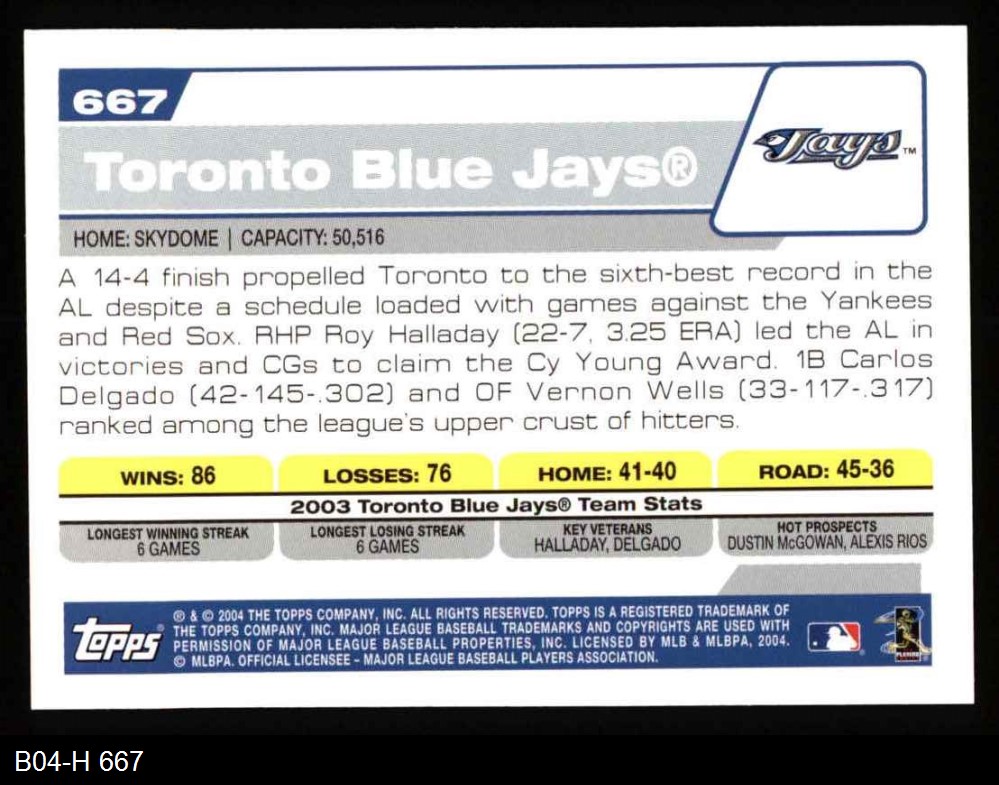 667
Toronto Blue Jays®
Jays™
HOME: SKYDOME | CAPACITY: 50,516
A 14-4 finish propelled Toronto to the sixth-best record in the
AL despite a schedule loaded with games against the Yankees
and Red Sox. RHP Roy Halladay (22-7, 3.25 ERA) led the AL in
victories and CGs to claim the Cy Young Award. 1B Carlos
Delgado (42-145-.302) and OF Vernon Wells (33-117-.317)
ranked among the league's upper crust of hitters.
WINS: 86 LOSSES: 76 HOME: 41-40 ROAD: 45-36
2003 Toronto Blue Jays® Team Stats
LONGEST WINNING STREAK LONGEST LOSING STREAK KEY VETERANS HOT PROSPECTS
6 GAMES 6 GAMES HALLADAY, DELGADO DUSTIN McGOWAN, ALEXIS RIOS
Topps®
® & © 2004 THE TOPPS COMPANY, INC. ALL RIGHTS RESERVED. TOPPS IS A REGISTERED TRADEMARK OF
THE TOPPS COMPANY, INC. MAJOR LEAGUE BASEBALL TRADEMARKS AND COPYRIGHTS ARE USED WITH
PERMISSION OF MAJOR LEAGUE BASEBALL PROPERTIES, INC. LICENSED BY MLB & MLBPA, 2004.
© MLBPA. OFFICIAL LICENSEE – MAJOR LEAGUE BASEBALL PLAYERS ASSOCIATION.
B04-H 667